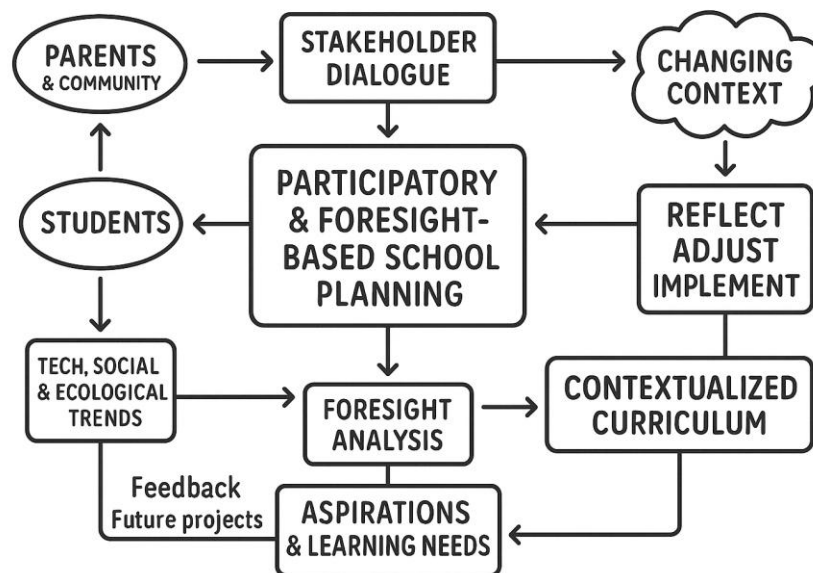 PARENTS
& COMMUNITY
STAKEHOLDER
DIALOGUE
CHANGING
CONTEXT
STUDENTS
PARTICIPATORY
& FORESIGHT-
BASED SCHOOL
PLANNING
REFLECT
ADJUST
IMPLEMENT
TECH, SOCIAL
& ECOLOGICAL
TRENDS
FORESIGHT
ANALYSIS
CONTEXTUALIZED
CURRICULUM
Feedback
Future projects
ASPIRATIONS
& LEARNING NEEDS